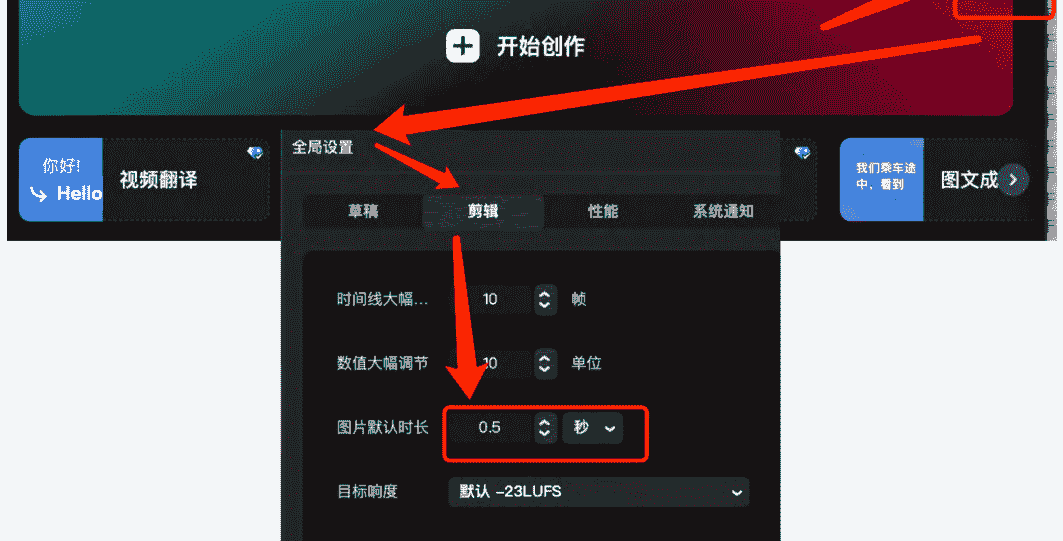 开始创作
你好!
Hello
视频翻译
全局设置
我们乘车途
中、看到
图文成
草稿
剪辑
性能
系统通知
时间线大幅... 10 帧
数值大幅调节 10 单位
图片默认时长 0.5 秒
目标响度 默认 -23LUFS